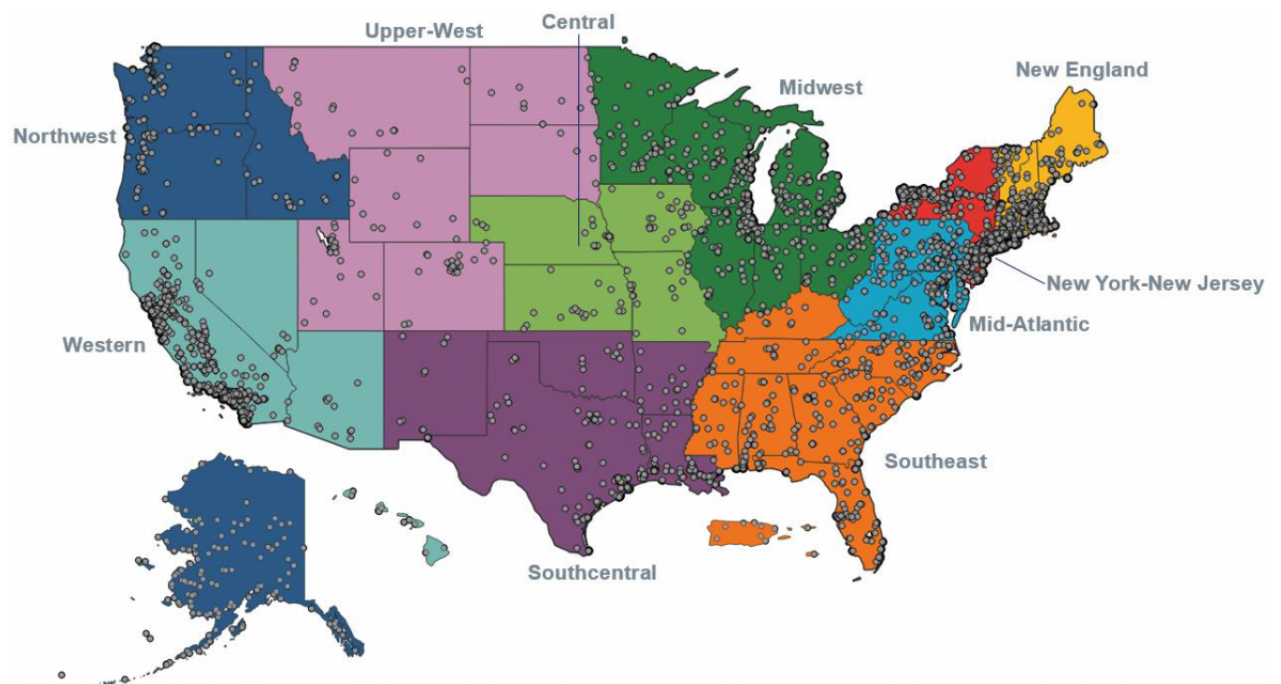 Upper-West
Central
Midwest
New England
Northwest
New York-New Jersey
Mid-Atlantic
Western
Southeast
Southcentral